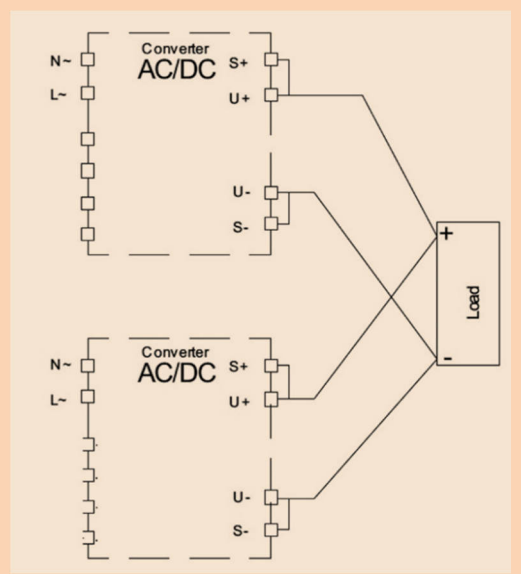 Converter
AC/DC
N~
S+
L~
U+
U-
S-
+
Load
-
Converter
AC/DC
N~
S+
L~
U+
U-
S-